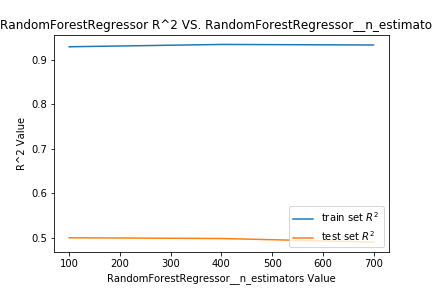 RandomForestRegressor R^2 VS. RandomForestRegressor__n_estimato
R^2 Value
0.9
0.8
0.7
0.6
0.5
train set R²
test set R²
100 200 300 400 500 600 700
RandomForestRegressor__n_estimators Value